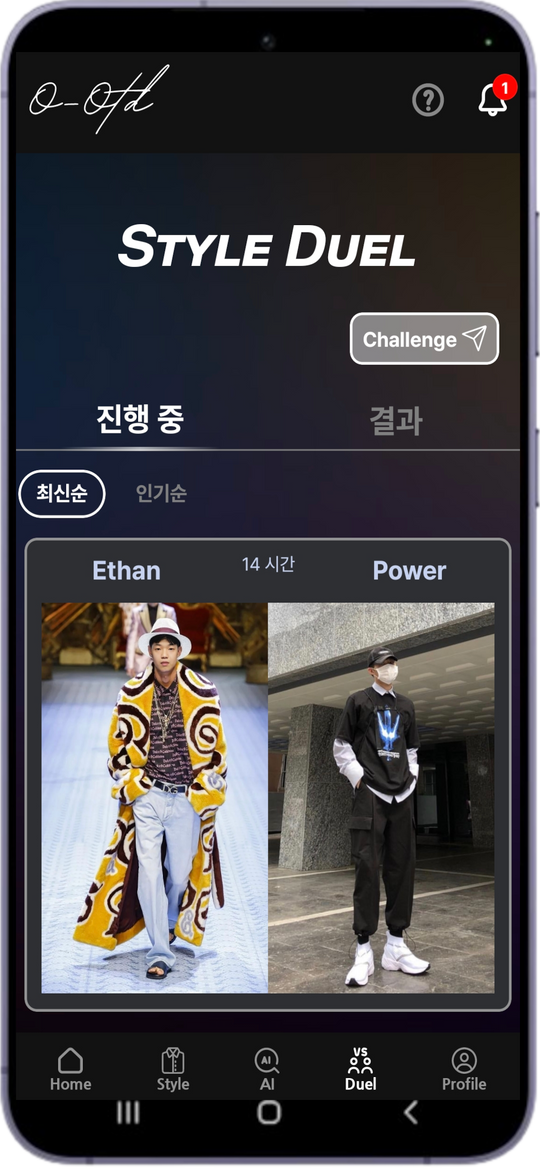 O-Otd
1
STYLE DUEL
Challenge
진행 중
결과
최신순
인기순
Ethan
14 시간
Power
Home
Style
AI
AI
VS
Duel
Profile